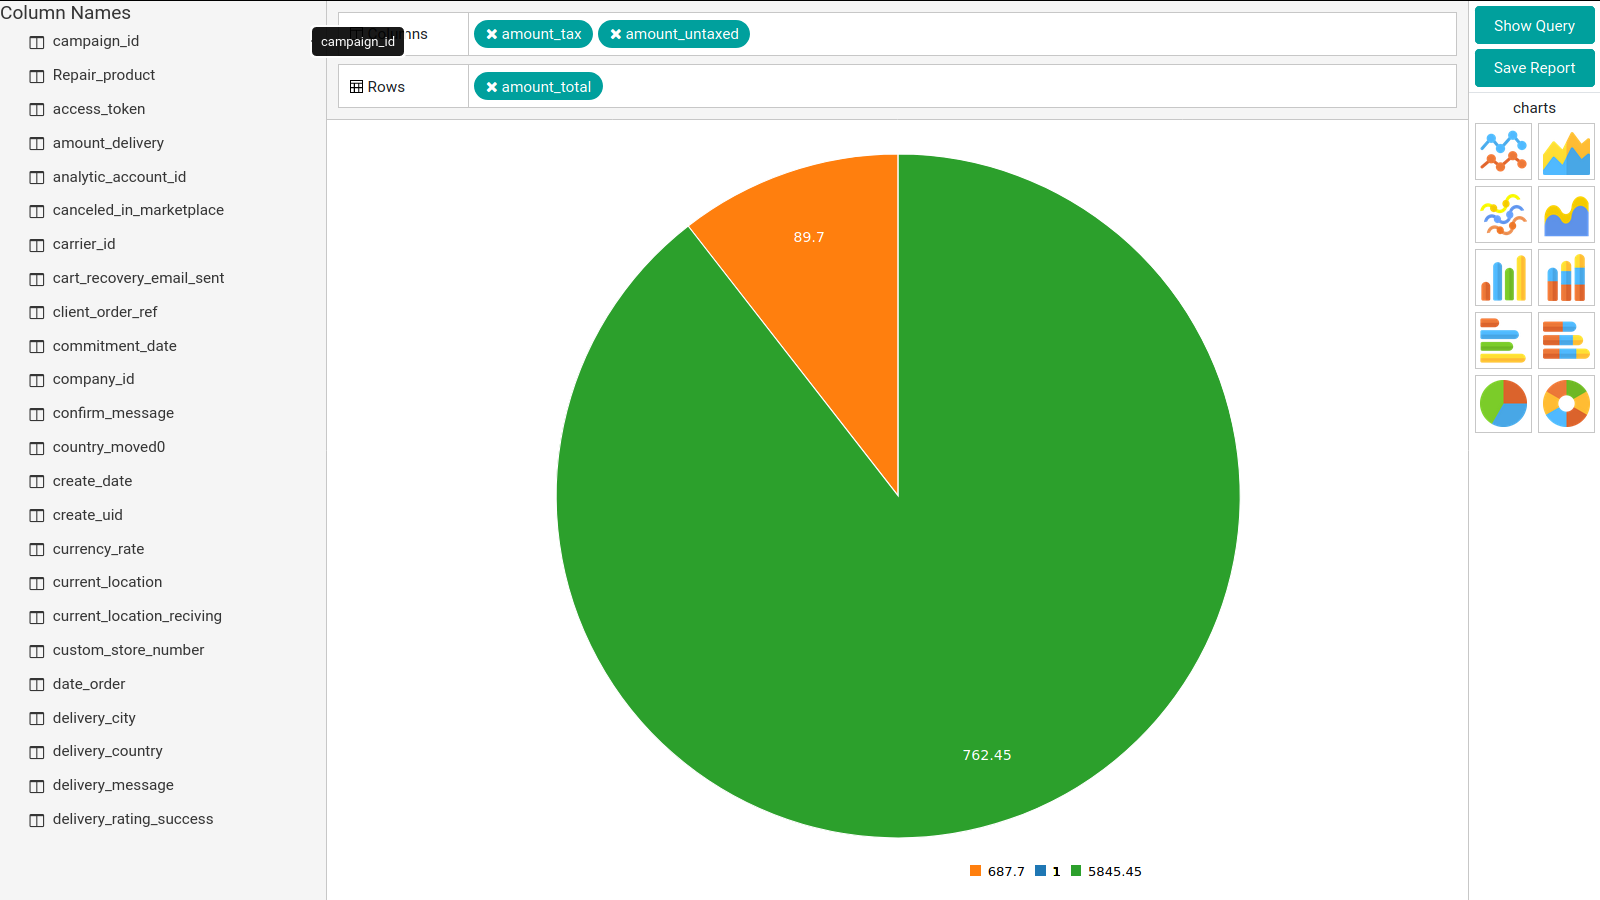 Column Names
campaign_id
Repair_product
access_token
amount_delivery
analytic_account_id
canceled_in_marketplace
carrier_id
cart_recovery_email_sent
client_order_ref
commitment_date
company_id
confirm_message
country_moved0
create_date
create_uid
currency_rate
current_location
current_location_reciving
custom_store_number
date_order
delivery_city
delivery_country
delivery_message
delivery_rating_success
campaign_id
Columns
amount_tax
amount_untaxed
Rows
amount_total
89.7
762.45
687.7 1 5845.45
Show Query
Save Report
charts